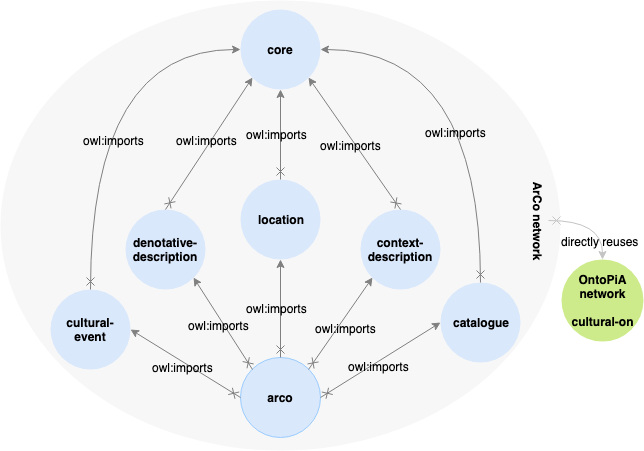 core
owl:imports
owl:imports
owl:imports
owl:imports
owl:imports
denotative-
description
location
context-
description
ArCo network
directly reuses
OntoPiA
network
cultural-on
cultural-
event
owl:imports
owl:imports
owl:imports
catalogue
owl:imports
owl:imports
arco